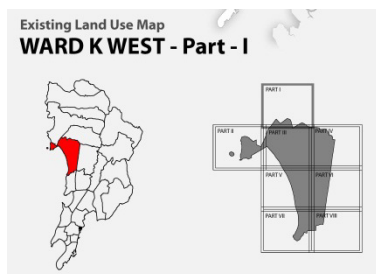 Existing Land Use Map
WARD K WEST - Part - I
PART I
PART II
PART III
PART IV
PART V
PART VI
PART VII
PART VIII